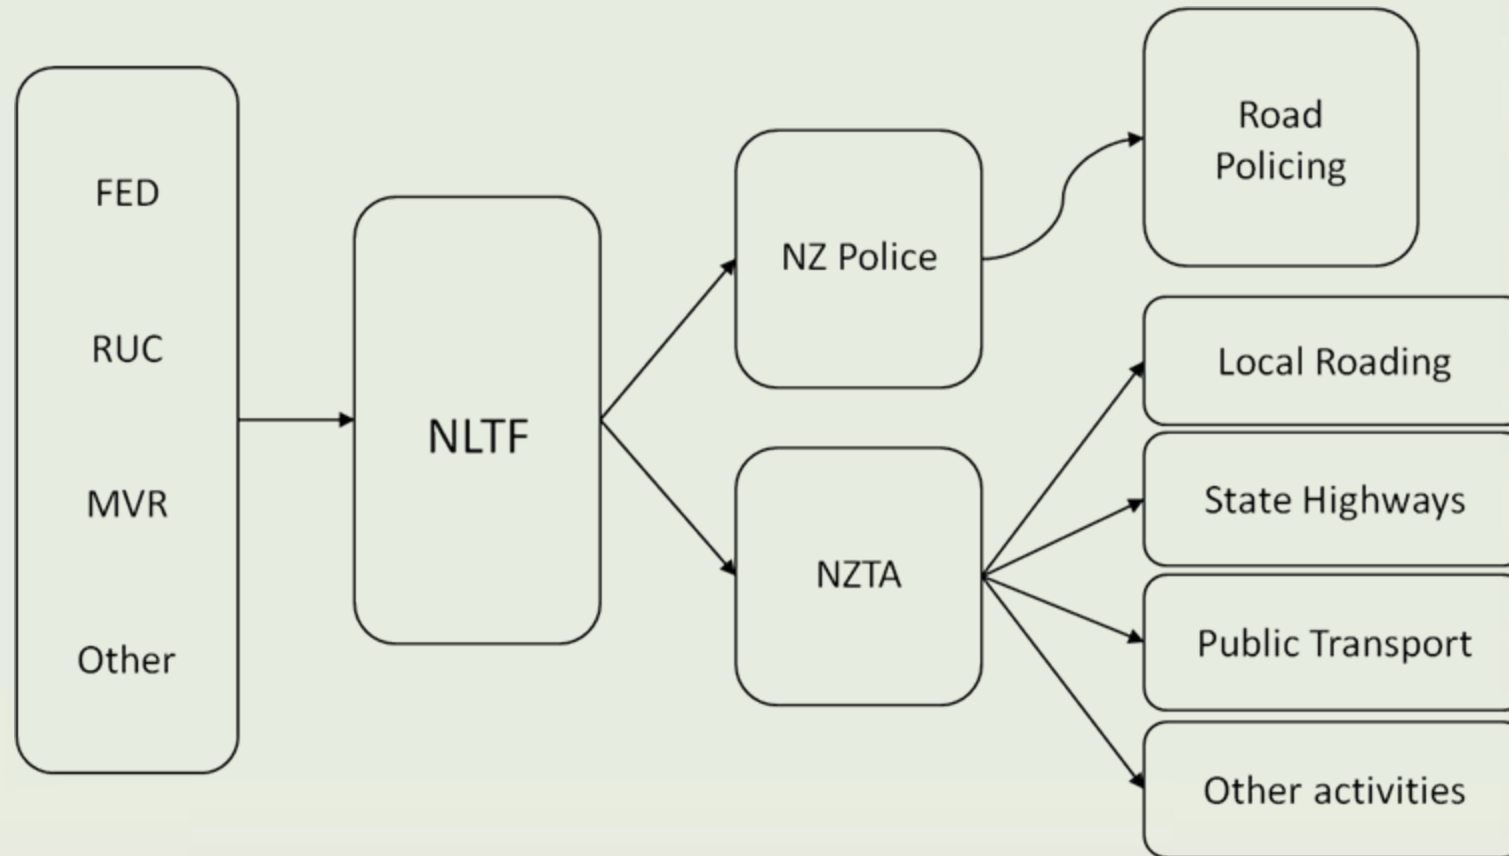 FED
RUC
MVR
Other
NLTF
NZ Police
NZTA
Road
Policing
Local Roading
State Highways
Public Transport
Other activities